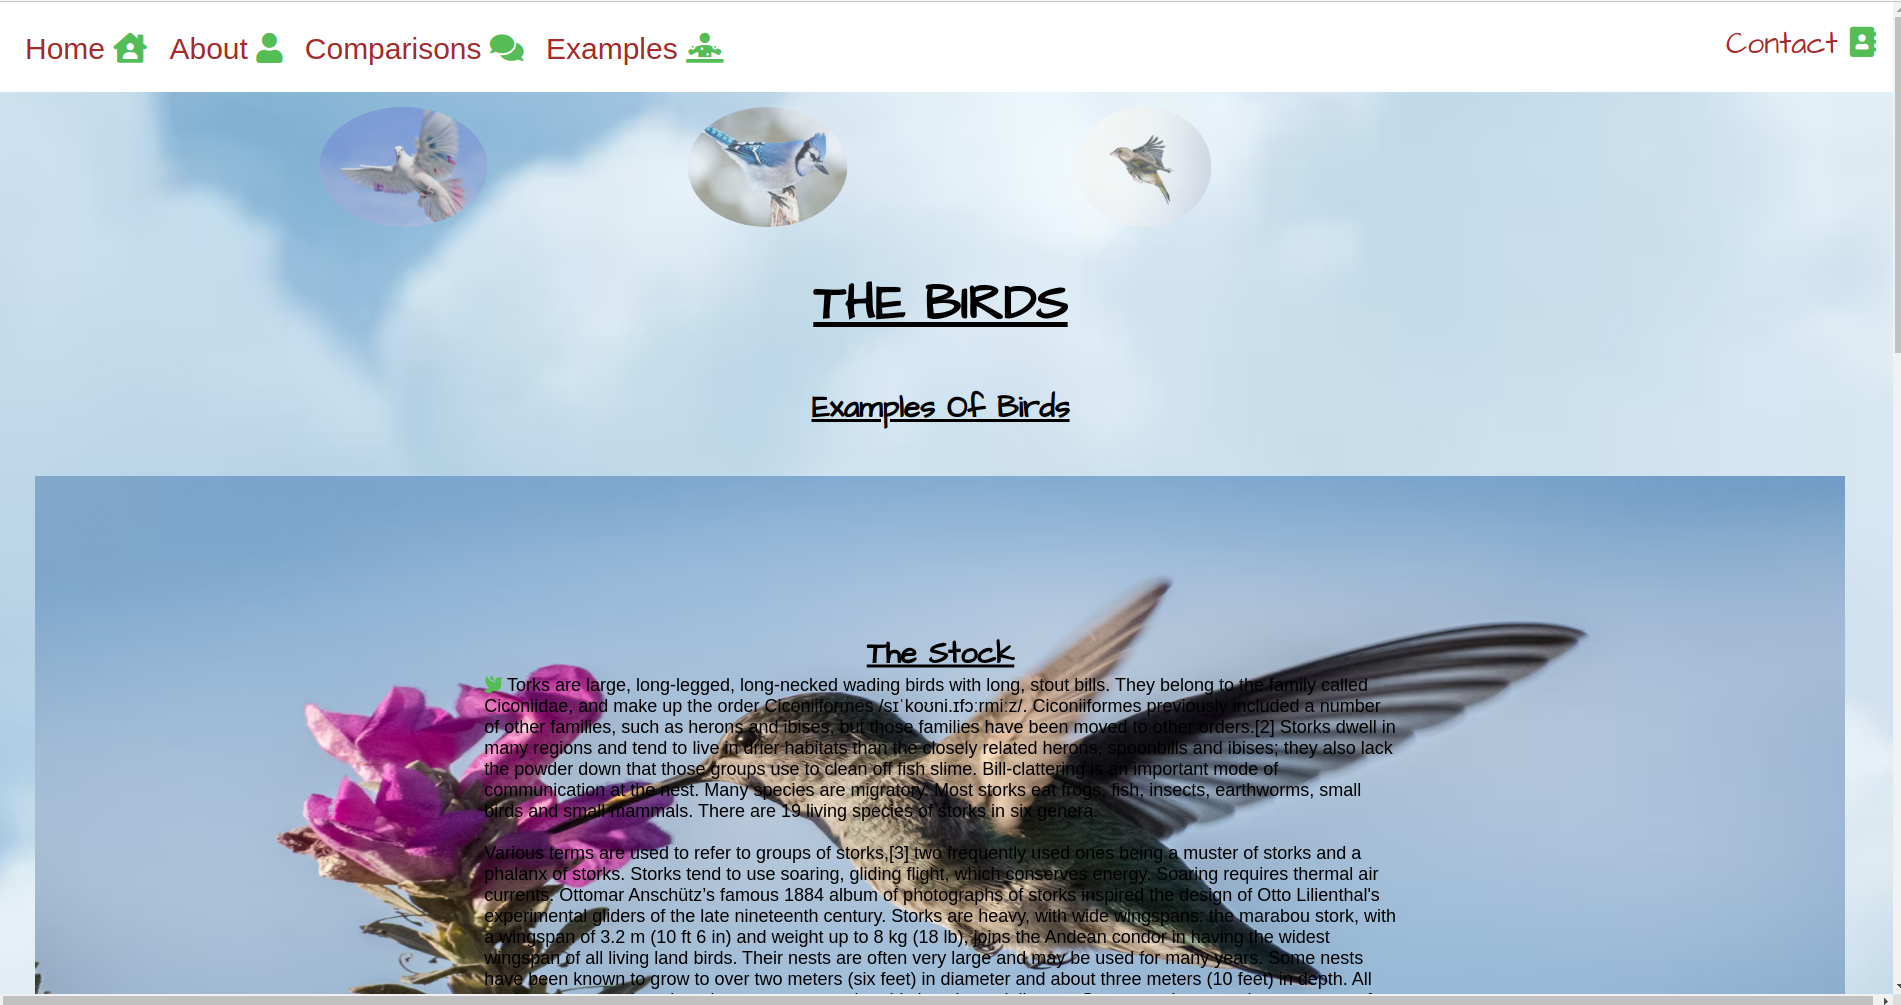 Home About Comparisons Examples Contact
THE BIRDS
Examples Of Birds
The Stock
Torks are large, long-legged, long-necked wading birds with long, stout bills. They belong to the family called
Ciconiidae, and make up the order Ciconiiformes /sɪˈkoʊni.ɪfɔːrmiːz/. Ciconiiformes previously included a number
of other families, such as herons and ibises, but those families have been moved to other orders.[2] Storks dwell in
many regions and tend to live in drier habitats than the closely related herons, spoonbills and ibises; they also lack
the powder down that those groups use to clean off fish slime. Bill-clattering is an important mode of
communication at the nest. Many species are migratory. Most storks eat frogs, fish, insects, earthworms, small
birds and small mammals. There are 19 living species of storks in six genera.
Various terms are used to refer to groups of storks,[3] two frequently used ones being a muster of storks and a
phalanx of storks. Storks tend to use soaring, gliding flight, which conserves energy. Soaring requires thermal air
currents. Ottomar Anschütz’s famous 1884 album of photographs of storks inspired the design of Otto Lilienthal's
experimental gliders of the late nineteenth century. Storks are heavy, with wide wingspans: the marabou stork, with
a wingspan of 3.2 m (10 ft 6 in) and weight up to 8 kg (18 lb), joins the Andean condor in having the widest
wingspan of all living land birds. Their nests are often very large and may be used for many years. Some nests
have been known to grow to over two meters (six feet) in diameter and about three meters (10 feet) in depth. All